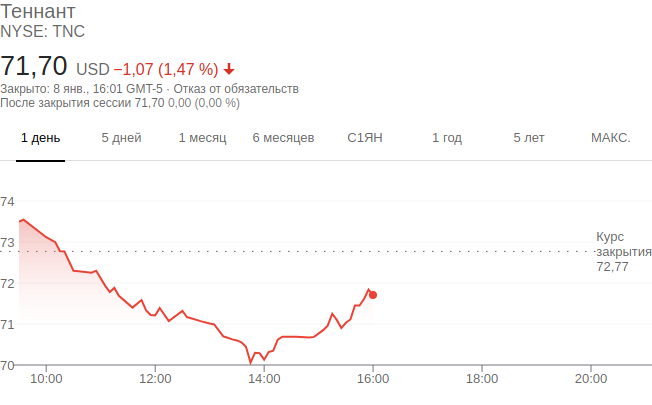 Теннант
NYSE: TNC
71,70 USD −1,07 (1,47 %)
Закрыто: 8 янв., 16:01 GMT-5 · Отказ от обязательств
После закрытия сессии 71,70 0,00 (0,00 %)
1 день 5 дней 1 месяц 6 месяцев С1ЯН 1 год 5 лет МАКС.
74
73
72
71
70
Курс
закрытия
72,77
10:00 12:00 14:00 16:00 18:00 20:00